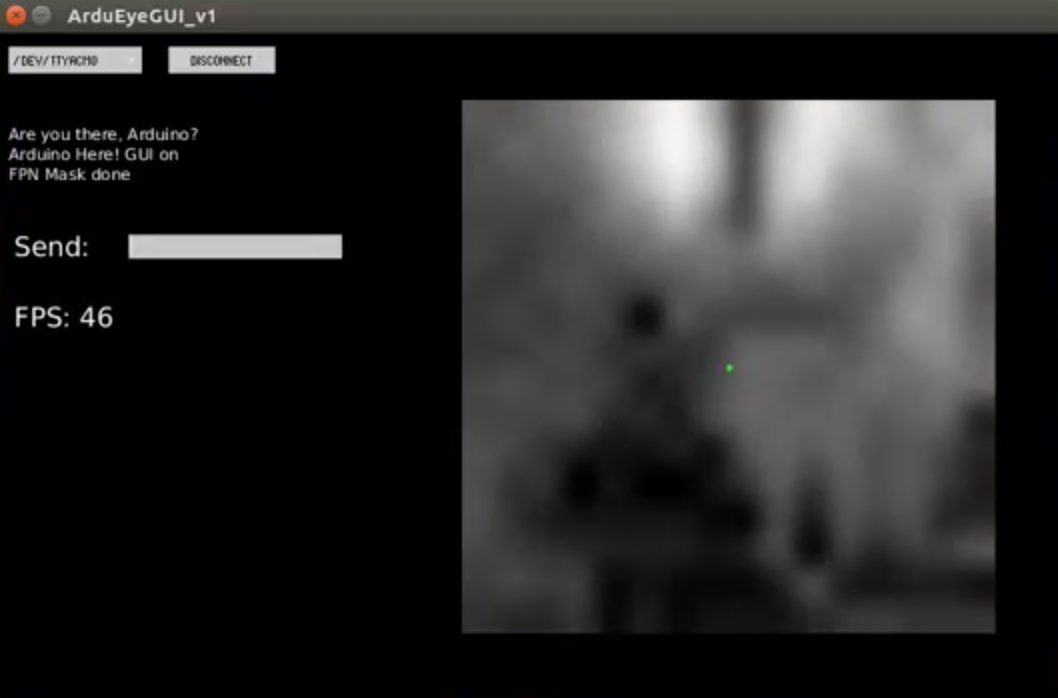 ArduEyeGUI_v1
/DEV/TTYACM0
DISCONNECT
Are you there, Arduino?
Arduino Here! GUI on
FPN Mask done
Send:
FPS: 46